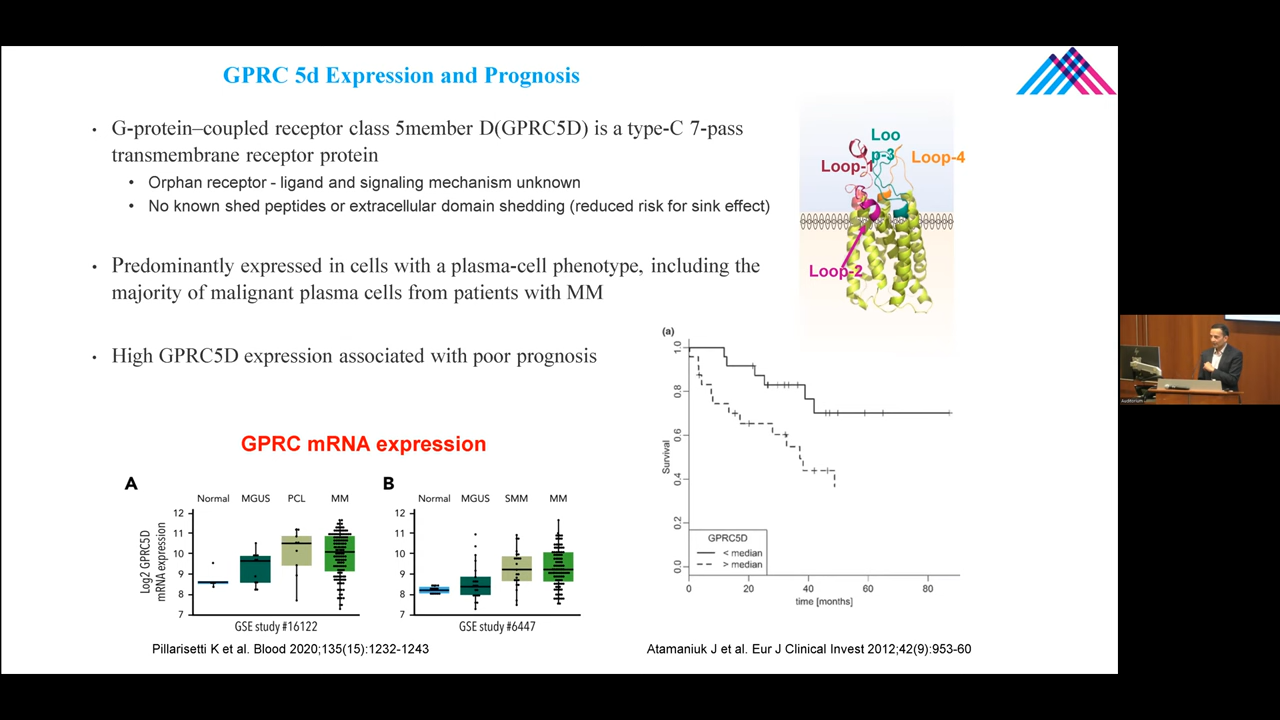 GPRC 5d Expression and Prognosis
• G-protein–coupled receptor class 5member D(GPRC5D) is a type-C 7-pass
transmembrane receptor protein
• Orphan receptor - ligand and signaling mechanism unknown
• No known shed peptides or extracellular domain shedding (reduced risk for sink effect)
• Predominantly expressed in cells with a plasma-cell phenotype, including the
majority of malignant plasma cells from patients with MM
• High GPRC5D expression associated with poor prognosis
Loo
p-3
Loop-1
Loop-4
Loop-2
GPRC mRNA expression
A
Normal MGUS PCL MM
Log2 GPRC5D
mRNA expression
12
11
10
9
8
7
GSE study #16122
B
Normal MGUS SMM MM
12
11
10
9
8
7
GSE study #6447
Pillarisetti K et al. Blood 2020;135(15):1232-1243
(a)
Survival
1.0
0.8
0.6
0.4
0.2
0.0
GPRC5D
< median
> median
0 20 40 60 80
time [months]
Atamaniuk J et al. Eur J Clinical Invest 2012;42(9):953-60
Auditorium